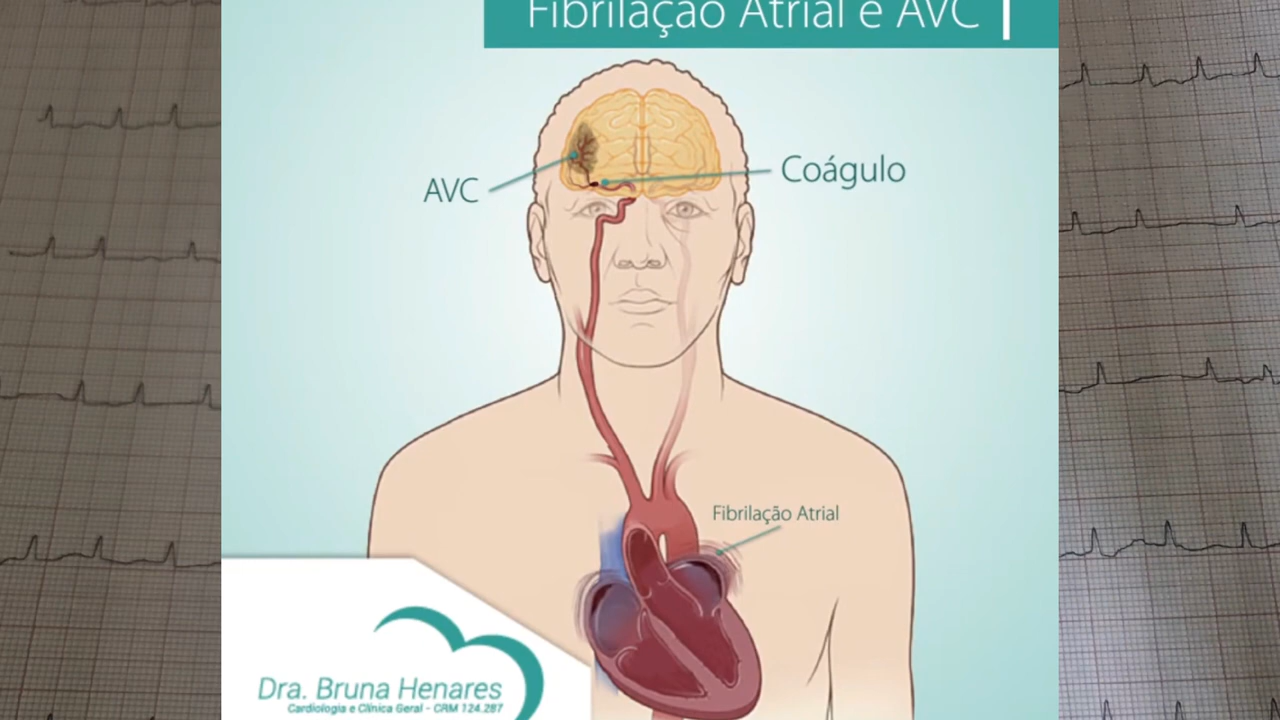 Fibrilação Atrial e AVC
Coágulo
AVC
Fibrilação Atrial
Dra. Bruna Henares
Cardiologia e Clínica Geral - CRM 124.287